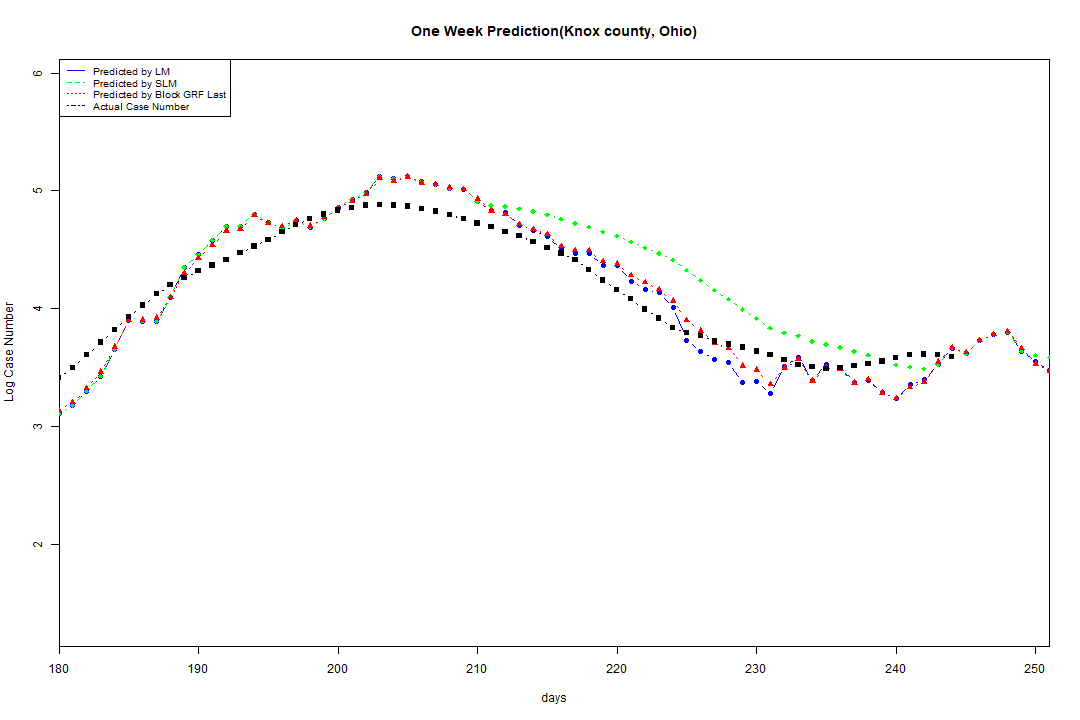 One Week Prediction(Knox county, Ohio)
Predicted by LM
Predicted by SLM
Predicted by Block GRF Last
Actual Case Number
6
5
4
3
2
Log Case Number
180 190 200 210 220 230 240 250
days